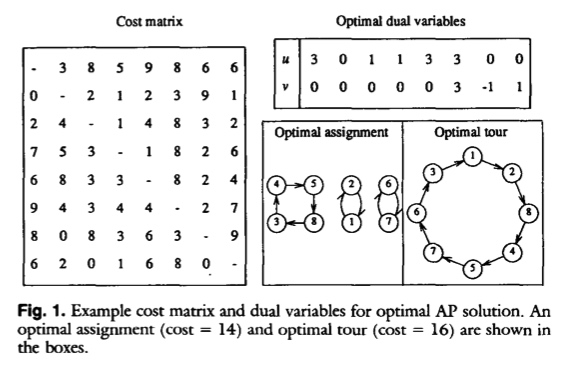 Cost matrix
- 3 8 5 9 8 6 6
0 - 2 1 2 3 9 1
2 4 - 1 4 8 3 2
7 5 3 - 1 8 2 6
6 8 3 3 - 8 2 4
9 4 3 4 4 - 2 7
8 0 8 3 6 3 - 9
6 2 0 1 6 8 0 -
Optimal dual variables
u 3 0 1 1 3 3 0 0
v 0 0 0 0 0 3 -1 1
Optimal assignment
4 5 2 6
3 8 1 7
Optimal tour
1
3 2
6 8
7 4
5
Fig. 1. Example cost matrix and dual variables for optimal AP solution. An
optimal assignment (cost = 14) and optimal tour (cost = 16) are shown in
the boxes.